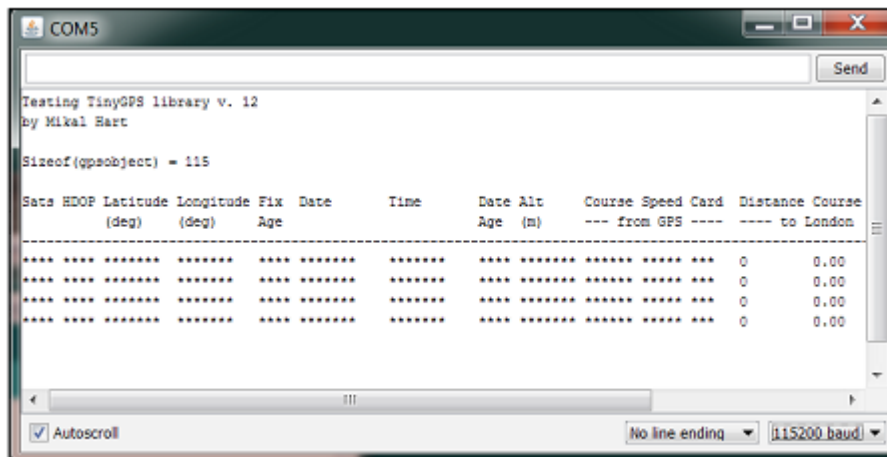 COM5
Send
Testing TinyGPS library v. 12
by Mikal Hart
Sizeof(gpsobject) = 115
Sats HDOP Latitude Longitude Fix Date Time Date Alt Course Speed Card Distance Course
(deg) (deg) Age Age (m) --- from GPS ---- ---- to London
--------------------------------------------------------------------------------------
**** **** ******* ******* **** ******* ******* **** ******* ****** ***** *** 0 0.00
**** **** ******* ******* **** ******* ******* **** ******* ****** ***** *** 0 0.00
**** **** ******* ******* **** ******* ******* **** ******* ****** ***** *** 0 0.00
**** **** ******* ******* **** ******* ******* **** ******* ****** ***** *** 0 0.00
Autoscroll No line ending 115200 baud